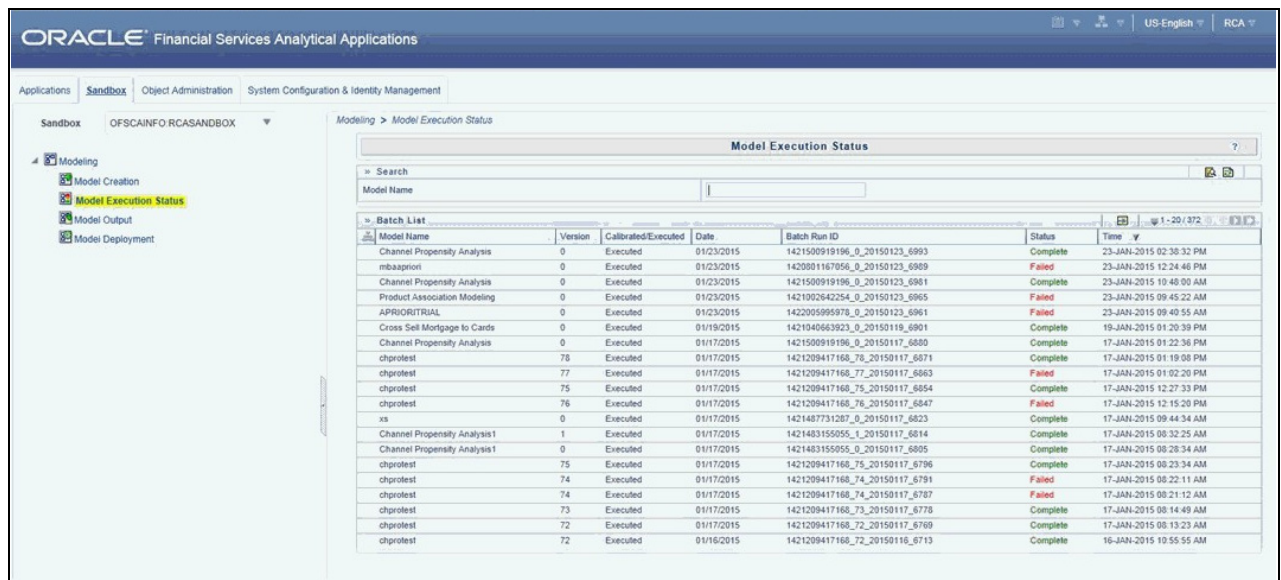 ORACLE® Financial Services Analytical Applications
US-English RCA
Applications Sandbox Object Administration System Configuration & Identity Management
Sandbox OFSCAINFO:RCASANDBOX
Modeling > Model Execution Status
Modeling
Model Creation
Model Execution Status
Model Output
Model Deployment
Model Execution Status ?
» Search
Model Name
» Batch List 1 - 20 / 372
Model Name Version Calibrated/Executed Date Batch Run ID Status Time
Channel Propensity Analysis 0 Executed 01/23/2015 1421500919196_0_20150123_6993 Complete 23-JAN-2015 02:38:32 PM
mbaapriori 0 Executed 01/23/2015 1420801167056_0_20150123_6989 Failed 23-JAN-2015 12:24:46 PM
Channel Propensity Analysis 0 Executed 01/23/2015 1421500919196_0_20150123_6981 Complete 23-JAN-2015 10:48:00 AM
Product Association Modeling 0 Executed 01/23/2015 1421002642254_0_20150123_6965 Failed 23-JAN-2015 09:45:22 AM
APRIORITRIAL 0 Executed 01/23/2015 1422005995978_0_20150123_6961 Failed 23-JAN-2015 09:40:55 AM
Cross Sell Mortgage to Cards 0 Executed 01/19/2015 1421040663923_0_20150119_6901 Complete 19-JAN-2015 01:20:39 PM
Channel Propensity Analysis 0 Executed 01/17/2015 1421500919196_0_20150117_6880 Complete 17-JAN-2015 01:22:36 PM
chprotest 78 Executed 01/17/2015 1421209417168_78_20150117_6871 Complete 17-JAN-2015 01:19:08 PM
chprotest 77 Executed 01/17/2015 1421209417168_77_20150117_6863 Failed 17-JAN-2015 01:02:20 PM
chprotest 75 Executed 01/17/2015 1421209417168_75_20150117_6854 Complete 17-JAN-2015 12:27:33 PM
chprotest 76 Executed 01/17/2015 1421209417168_76_20150117_6847 Failed 17-JAN-2015 12:15:20 PM
xs 0 Executed 01/17/2015 1421487731287_0_20150117_6823 Complete 17-JAN-2015 09:44:34 AM
Channel Propensity Analysis1 1 Executed 01/17/2015 1421483155055_1_20150117_6814 Complete 17-JAN-2015 08:32:25 AM
Channel Propensity Analysis1 0 Executed 01/17/2015 1421483155055_0_20150117_6805 Complete 17-JAN-2015 08:28:34 AM
chprotest 75 Executed 01/17/2015 1421209417168_75_20150117_6796 Complete 17-JAN-2015 08:23:34 AM
chprotest 74 Executed 01/17/2015 1421209417168_74_20150117_6791 Failed 17-JAN-2015 08:22:11 AM
chprotest 74 Executed 01/17/2015 1421209417168_74_20150117_6787 Failed 17-JAN-2015 08:21:12 AM
chprotest 73 Executed 01/17/2015 1421209417168_73_20150117_6778 Complete 17-JAN-2015 08:14:49 AM
chprotest 72 Executed 01/17/2015 1421209417168_72_20150117_6769 Complete 17-JAN-2015 08:13:23 AM
chprotest 72 Executed 01/16/2015 1421209417168_72_20150116_6713 Complete 16-JAN-2015 10:55:55 AM